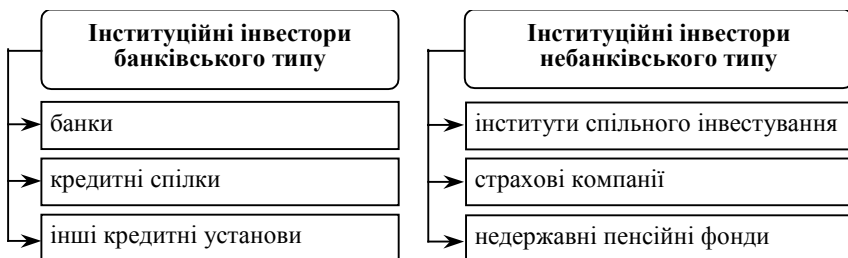 Інституційні інвестори
банківського типу
банки
кредитні спілки
інші кредитні установи
Інституційні інвестори
небанківського типу
інститути спільного інвестування
страхові компанії
недержавні пенсійні фонди